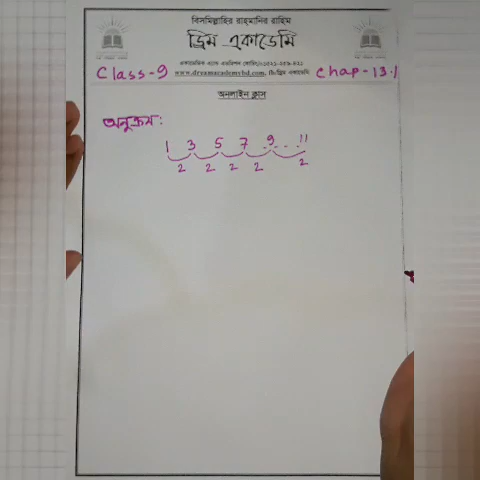 বিসমিল্লাহির রাহমানির রাহিম
ড্রিম একাডেমি
Class-9
www.dreamacademybd.com
Chap-13.1
অনলাইন ক্লাস
অনুক্রম:
1 3 5 7 .9. . . .11
2 2 2 2 2